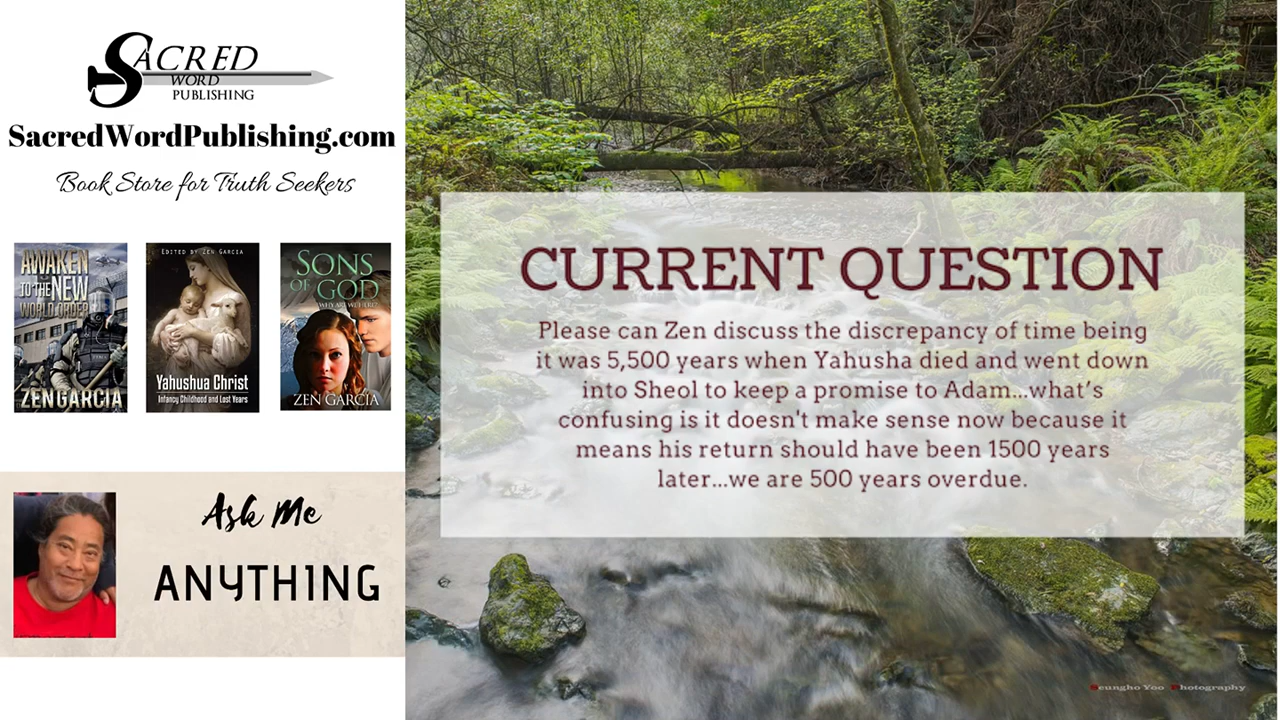 SACRED
WORD
PUBLISHING
SacredWordPublishing.com
Book Store for Truth Seekers
AWAKEN
TO THE NEW
WORLD ORDER
ZEN GARCIA
EDITED BY ZEN GARCIA
Yahushua Christ
Infancy Childhood and Lost Years
SONS
OF GOD
WHY ARE WE HERE?
ZEN GARCIA
Ask Me
ANYTHING
CURRENT QUESTION
Please can Zen discuss the discrepancy of time being
it was 5,500 years when Yahusha died and went down
into Sheol to keep a promise to Adam...what's
confusing is it doesn't make sense now because it
means his return should have been 1500 years
later...we are 500 years overdue.
Seungho Yoo Photography